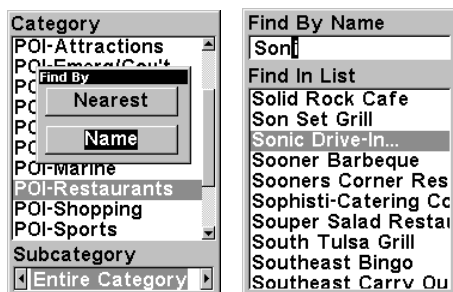 Category
POI-Attractions
POI-Emerg/Gov't
Find By
Nearest
Name
POI-Marine
POI-Restaurants
POI-Shopping
POI-Sports
Subcategory
Entire Category
Find By Name
Soni
Find In List
Solid Rock Cafe
Son Set Grill
Sonic Drive-In...
Sooner Barbeque
Sooners Corner Res
Sophisti-Catering Co
Souper Salad Restau
South Tulsa Grill
Southeast Bingo
Southeast Carry Ou